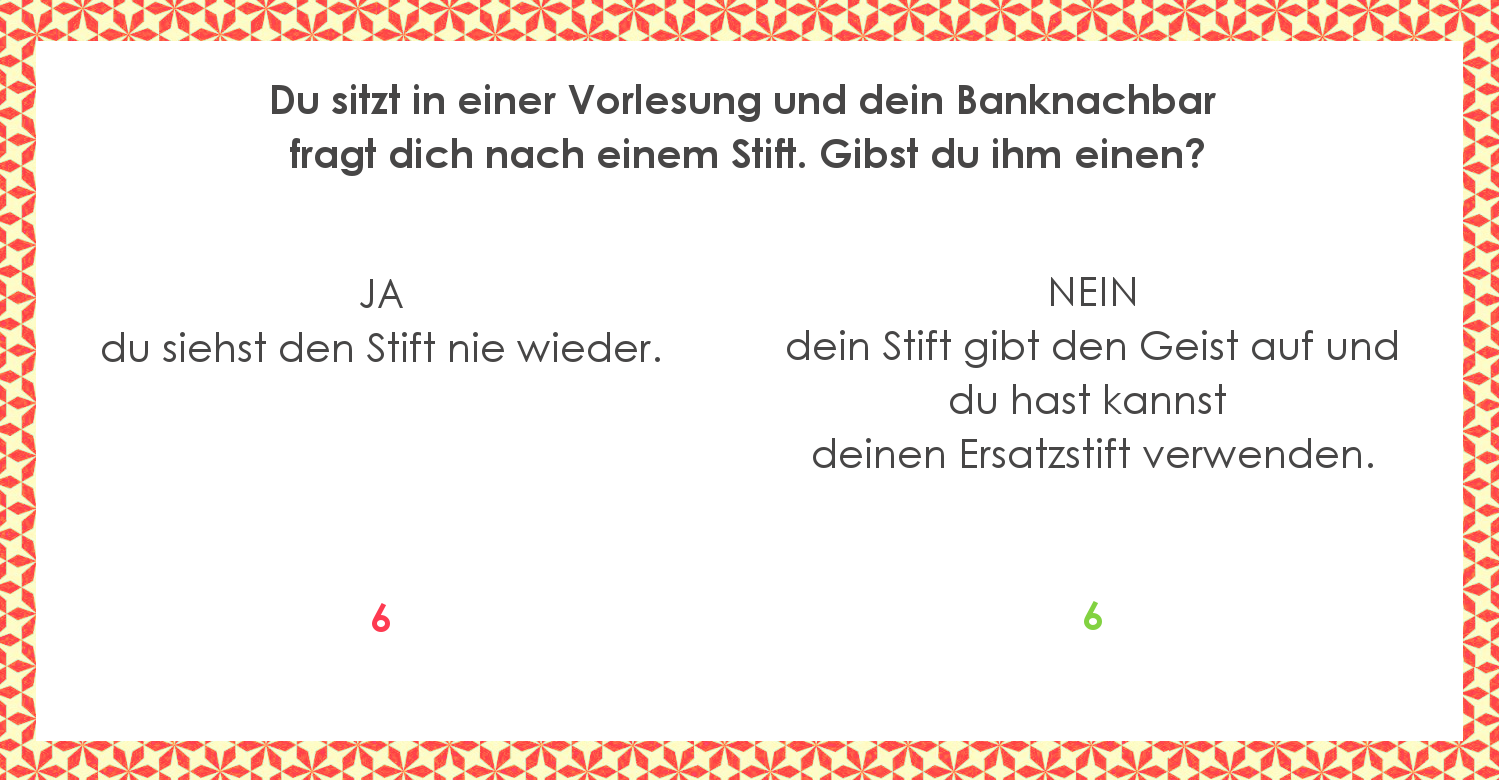 Du sitzt in einer Vorlesung und dein Banknachbar
fragt dich nach einem Stift. Gibst du ihm einen?
JA
du siehst den Stift nie wieder.
6
NEIN
dein Stift gibt den Geist auf und
du hast kannst
deinen Ersatzstift verwenden.
6